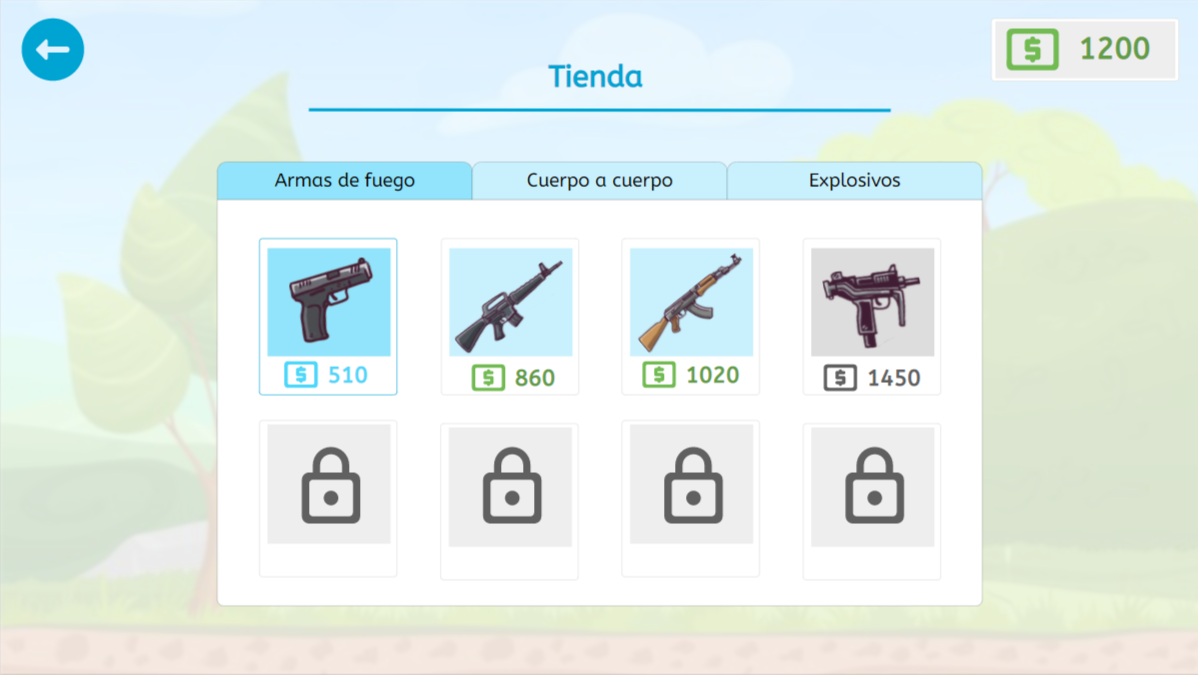 $ 1200
Tienda
Armas de fuego
Cuerpo a cuerpo
Explosivos
$ 510
$ 860
$ 1020
$ 1450